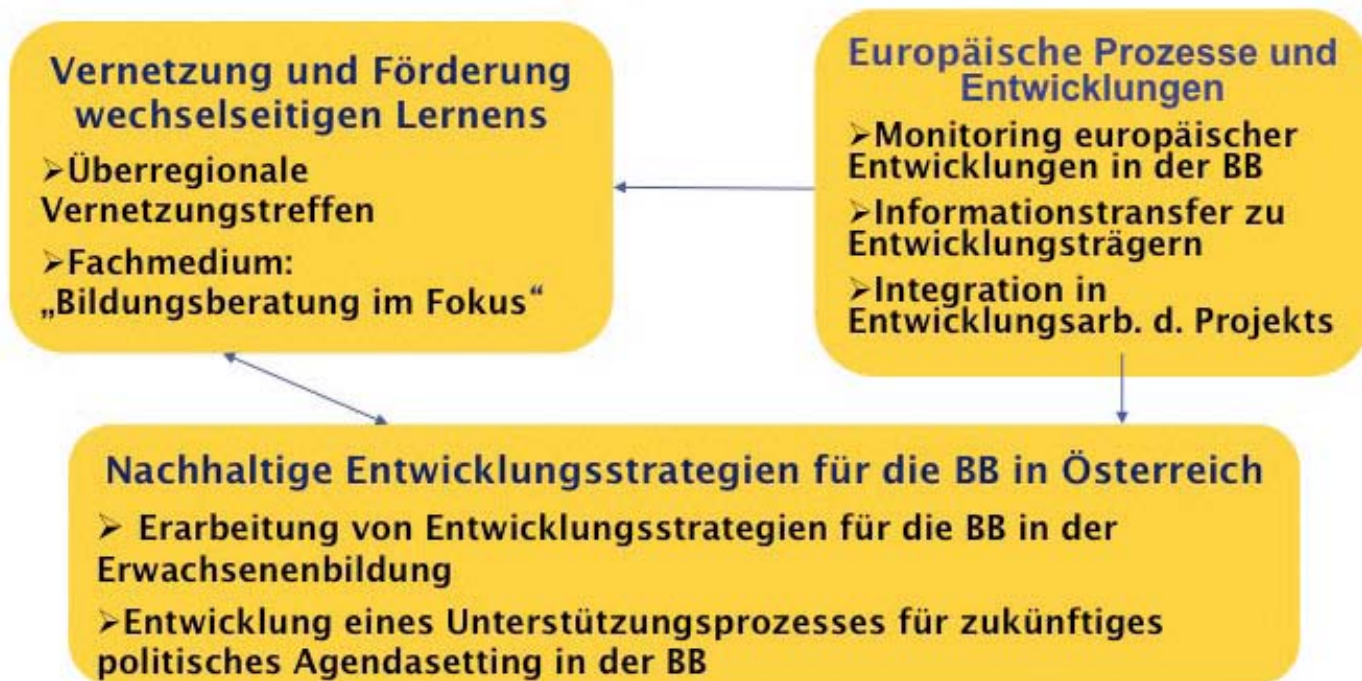 Vernetzung und Förderung
wechselseitigen Lernens
➢Überregionale
Vernetzungstreffen
➢Fachmedium:
„Bildungsberatung im Fokus“
Europäische Prozesse und
Entwicklungen
➢Monitoring europäischer
Entwicklungen in der BB
➢Informationstransfer zu
Entwicklungsträgern
➢Integration in
Entwicklungsarb. d. Projekts
Nachhaltige Entwicklungsstrategien für die BB in Österreich
➢ Erarbeitung von Entwicklungsstrategien für die BB in der
Erwachsenenbildung
➢Entwicklung eines Unterstützungsprozesses für zukünftiges
politisches Agendasetting in der BB